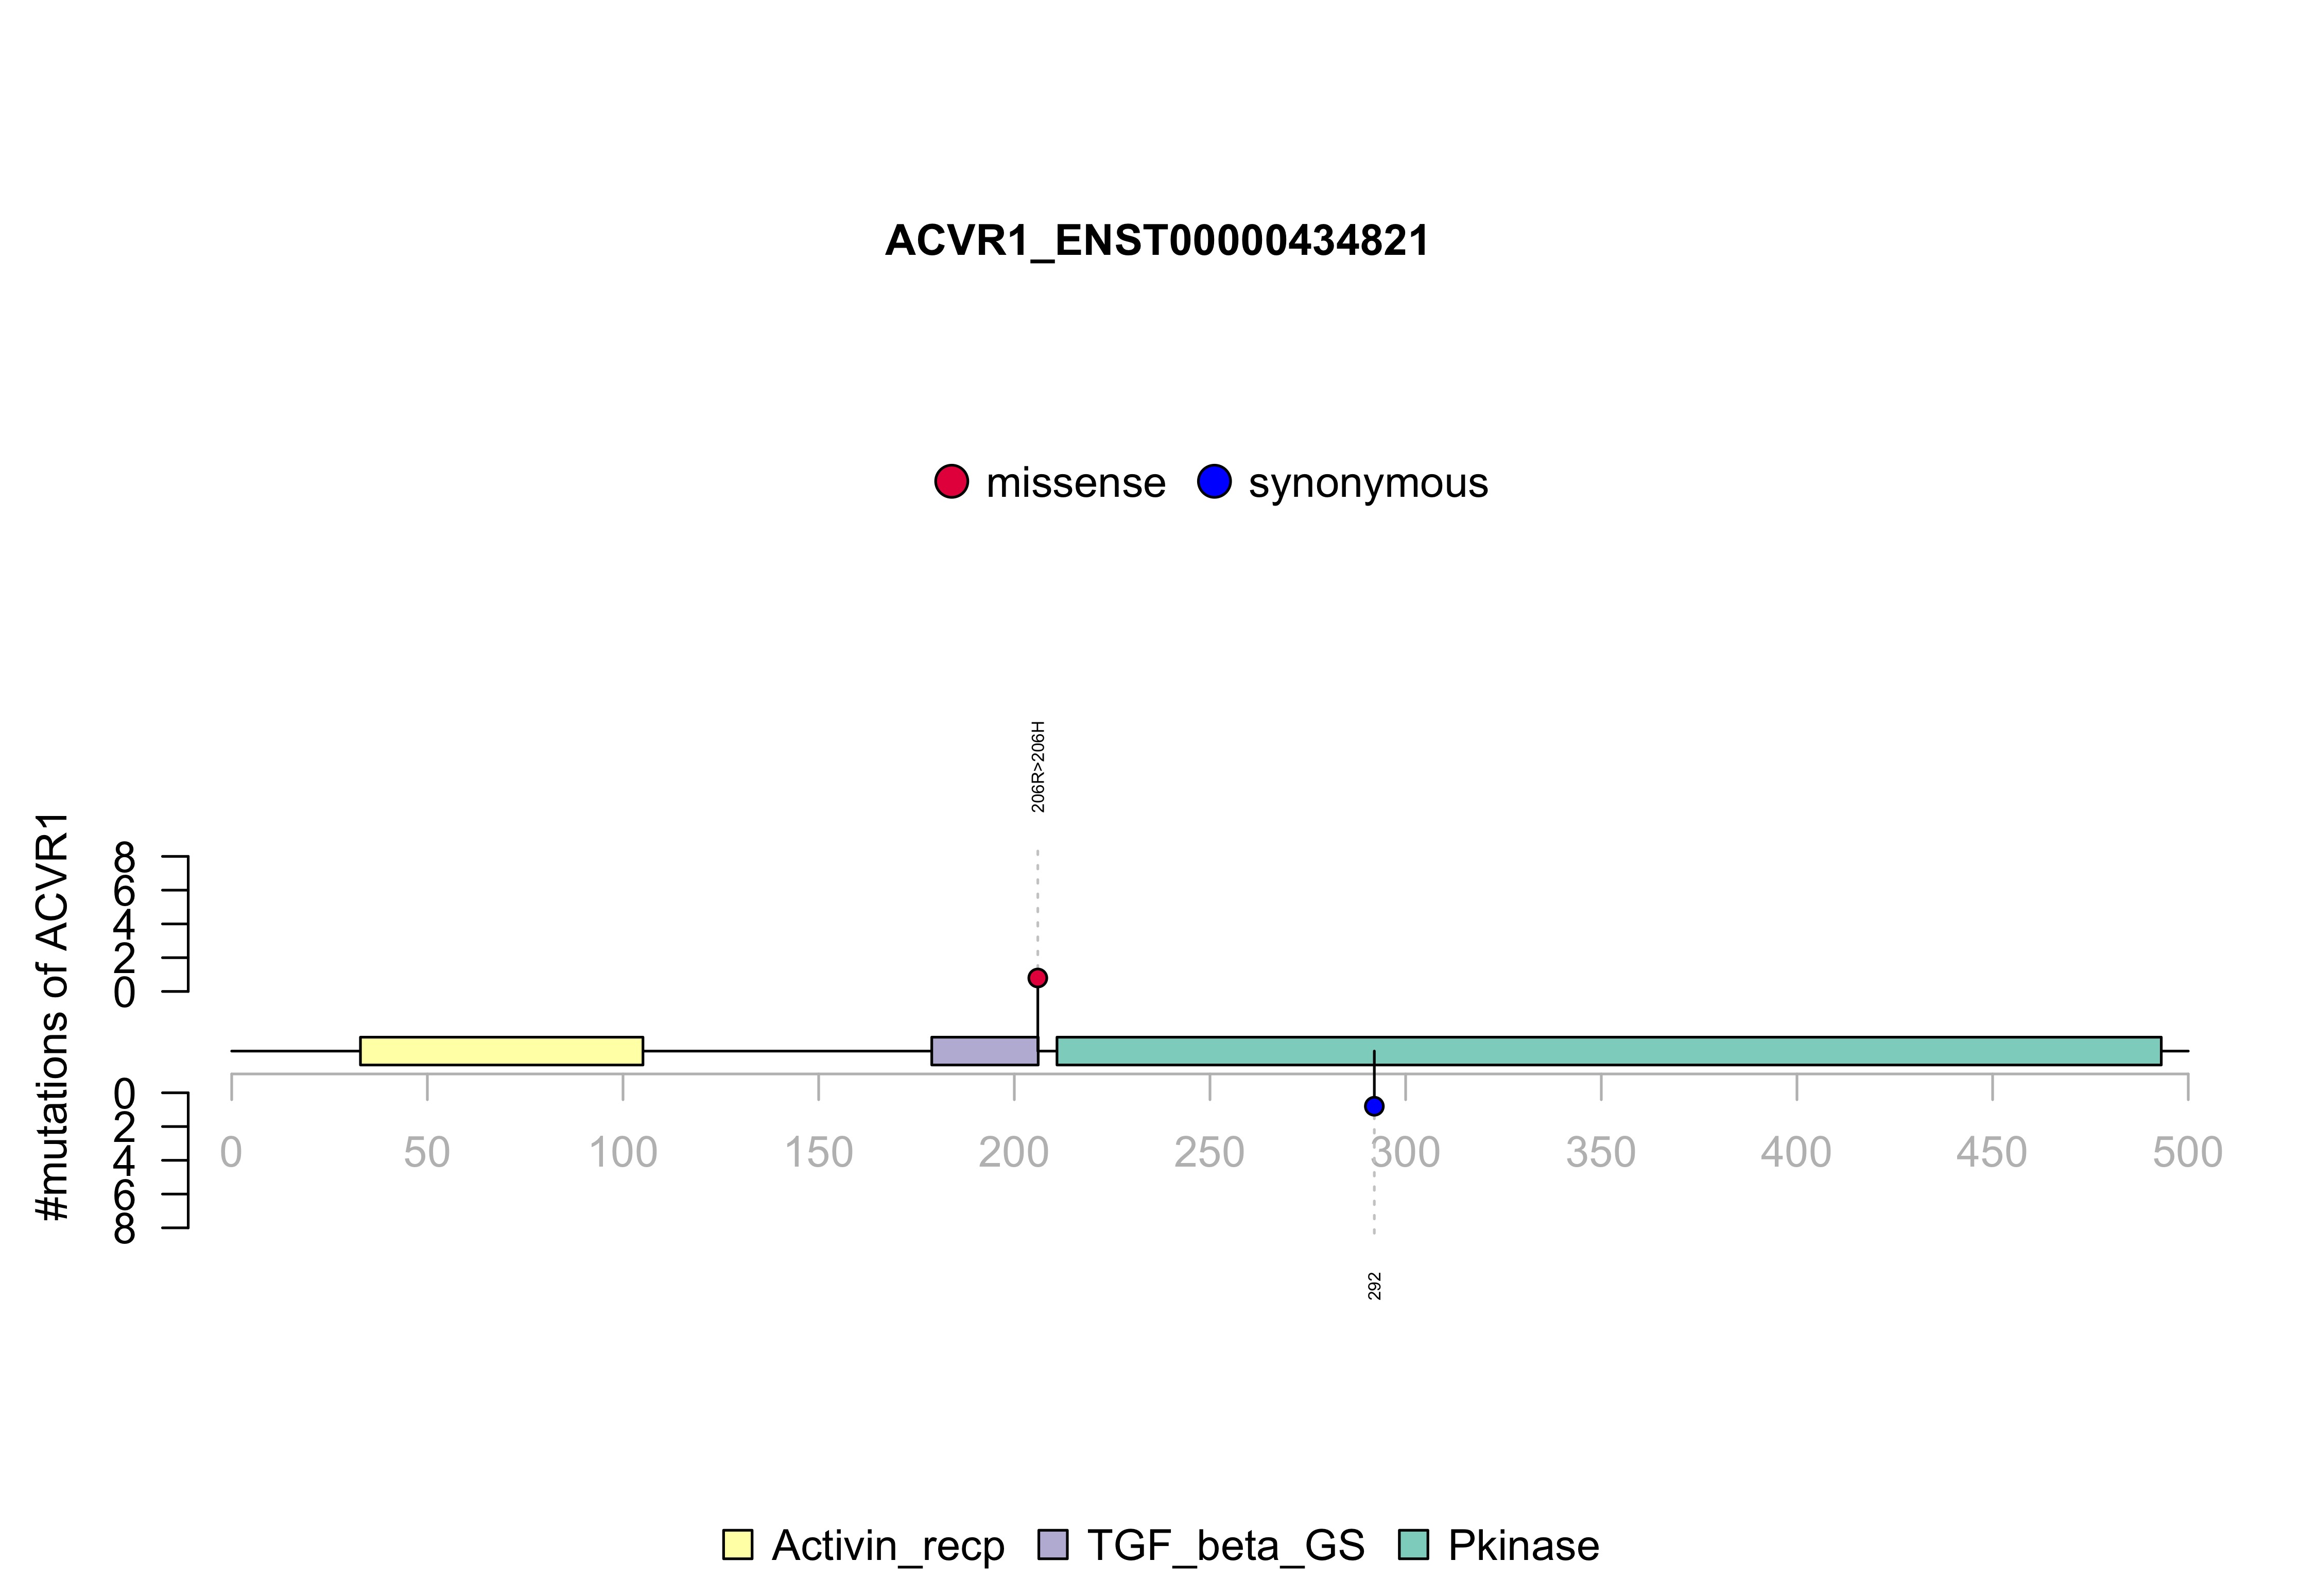 ACVR1_ENST00000434821
missense synonymous
206R>206H
#mutations of ACVR1
8
6
4
2
0
0
2
4
6
8
0 50 100 150 200 250 300 350 400 450 500
292
Activin_recp TGF_beta_GS Pkinase